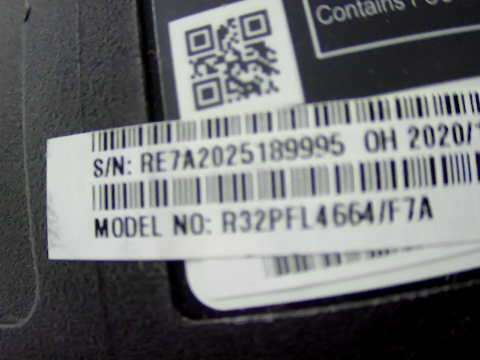 Contains
S/N: RE7A2025189995 OH 2020/
MODEL NO: R32PFL4664/F7A